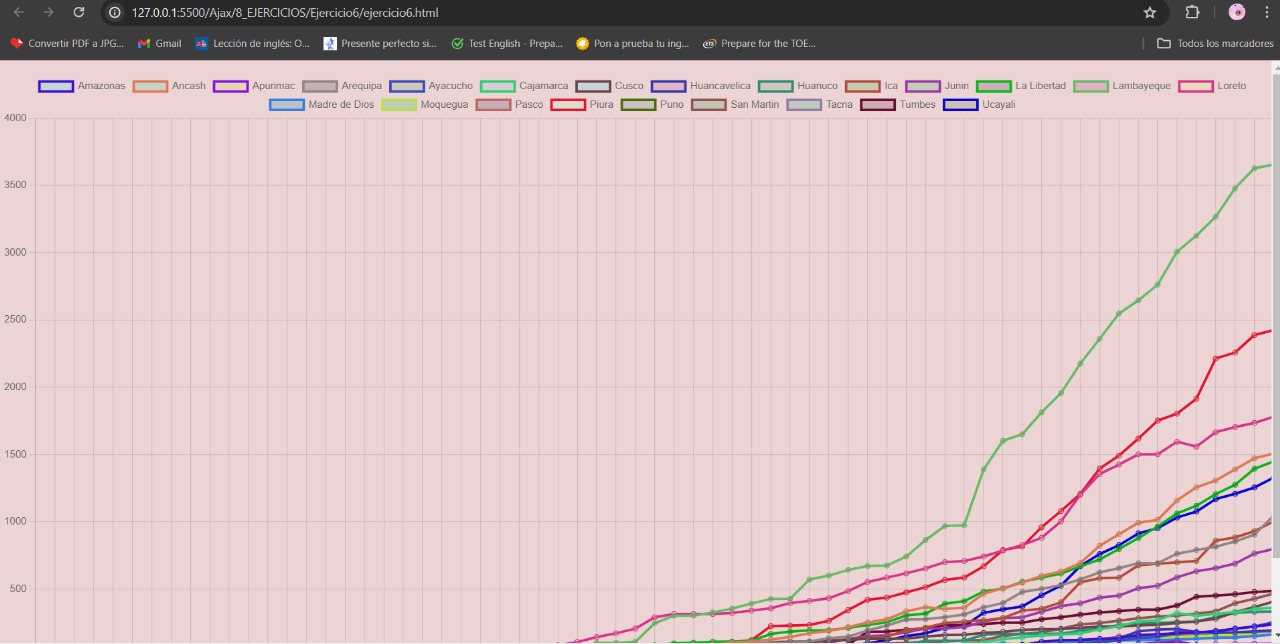 127.0.0.1:5500/Ajax/8_EJERCICIOS/Ejercicio6/ejercicio6.html
Convertir PDF a JPG... Gmail Lección de inglés: O... Presente perfecto si... Test English - Prepa... Pon a prueba tu ing... Prepare for the TOE... Todos los marcadores
Amazonas Ancash Apurimac Arequipa Ayacucho Cajamarca Cusco Huancavelica Huanuco Ica Junin La Libertad Lambayeque Loreto
Madre de Dios Moquegua Pasco Piura Puno San Martin Tacna Tumbes Ucayali
4000
3500
3000
2500
2000
1500
1000
500